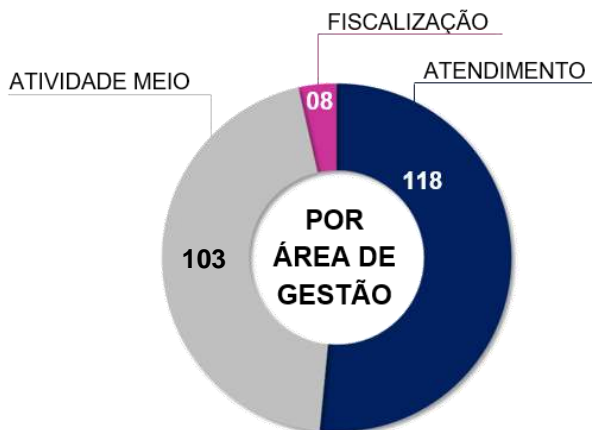 FISCALIZAÇÃO
ATIVIDADE MEIO
ATENDIMENTO
08
118
103
POR
ÁREA DE
GESTÃO